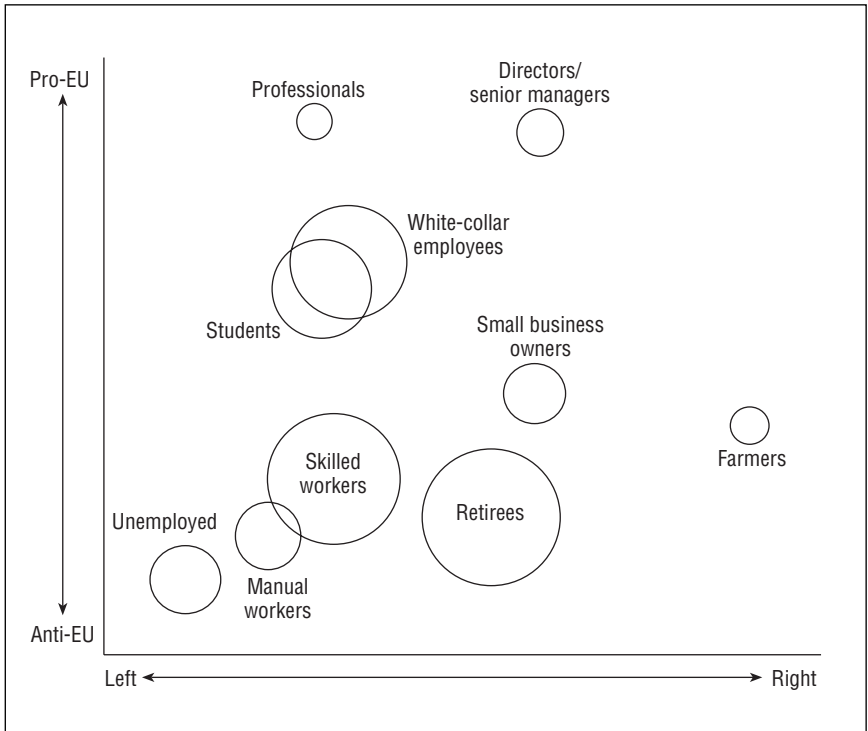 Pro-EU
Professionals
Directors/
senior managers
White-collar
employees
Students
Small business
owners
Farmers
Skilled
workers
Retirees
Unemployed
Manual
workers
Anti-EU
Left
Right